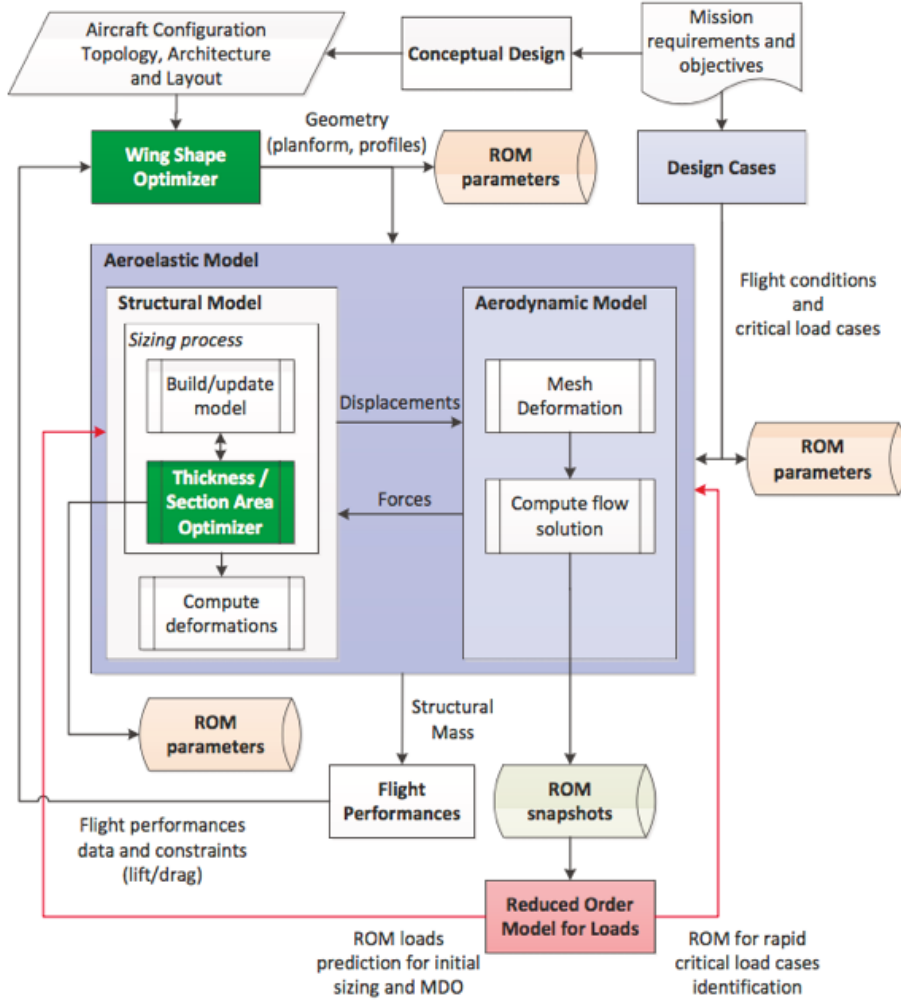 Aircraft Configuration
Topology, Architecture
and Layout
Conceptual Design
Mission
requirements and
objectives
Geometry
(planform, profiles)
Wing Shape
Optimizer
ROM
parameters
Design Cases
Aeroelastic Model
Flight conditions
and
critical load cases
Structural Model
Sizing process
Build/update
model
Thickness /
Section Area
Optimizer
Compute
deformations
Displacements
Forces
Aerodynamic Model
Mesh
Deformation
Compute flow
solution
ROM
parameters
ROM
parameters
Structural
Mass
Flight
Performances
ROM
snapshots
Flight performances
data and constraints
(lift/drag)
Reduced Order
Model for Loads
ROM loads
prediction for initial
sizing and MDO
ROM for rapid
critical load cases
identification